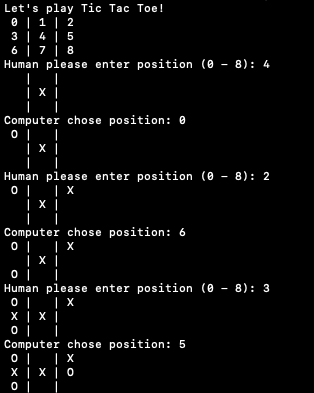 Let's play Tic Tac Toe!
0 | 1 | 2
3 | 4 | 5
6 | 7 | 8
Human please enter position (0 - 8): 4
  |   |
  | X |
  |   |
Computer chose position: 0
O |   |
  | X |
  |   |
Human please enter position (0 - 8): 2
O |   | X
  | X |
  |   |
Computer chose position: 6
O |   | X
  | X |
O |   |
Human please enter position (0 - 8): 3
O |   | X
X | X |
O |   |
Computer chose position: 5
O |   | X
X | X | O
O |   |